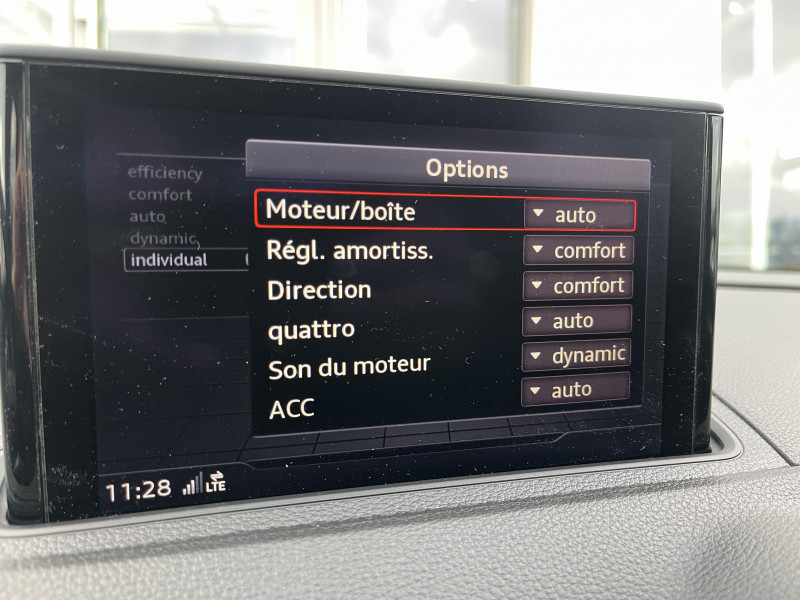 efficiency
comfort
auto
dynamic
individual
Options
Moteur/boîte auto
Régl. amortiss. comfort
Direction comfort
quattro auto
Son du moteur dynamic
ACC auto
11:28 LTE